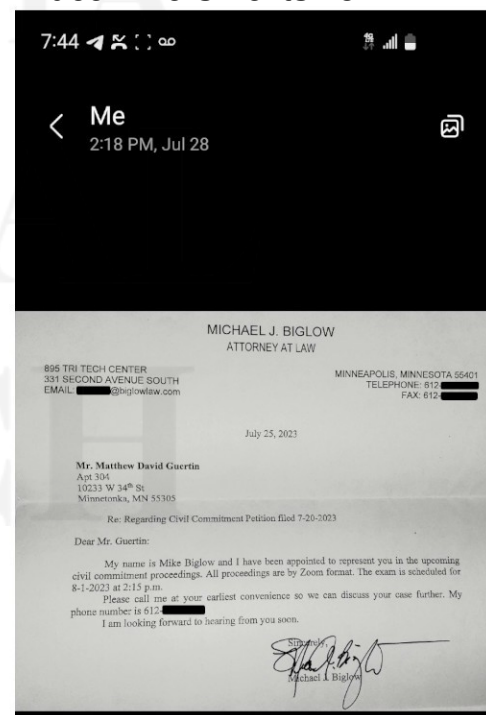 7:44
Me
2:18 PM, Jul 28
MICHAEL J. BIGLOW
ATTORNEY AT LAW
895 TRI TECH CENTER
331 SECOND AVENUE SOUTH
EMAIL: @biglowlaw.com
MINNEAPOLIS, MINNESOTA 55401
TELEPHONE: 612-
FAX: 612-
July 25, 2023
Mr. Matthew David Guertin
Apt 304
10233 W 34th St
Minnetonka, MN 55305
Re: Regarding Civil Commitment Petition filed 7-20-2023
Dear Mr. Guertin:
My name is Mike Biglow and I have been appointed to represent you in the upcoming
civil commitment proceedings. All proceedings are by Zoom format. The exam is scheduled for
8-1-2023 at 2:15 p.m.
Please call me at your earliest convenience so we can discuss your case further. My
phone number is 612-
I am looking forward to hearing from you soon.
Sincerely,
Michael J. Biglow